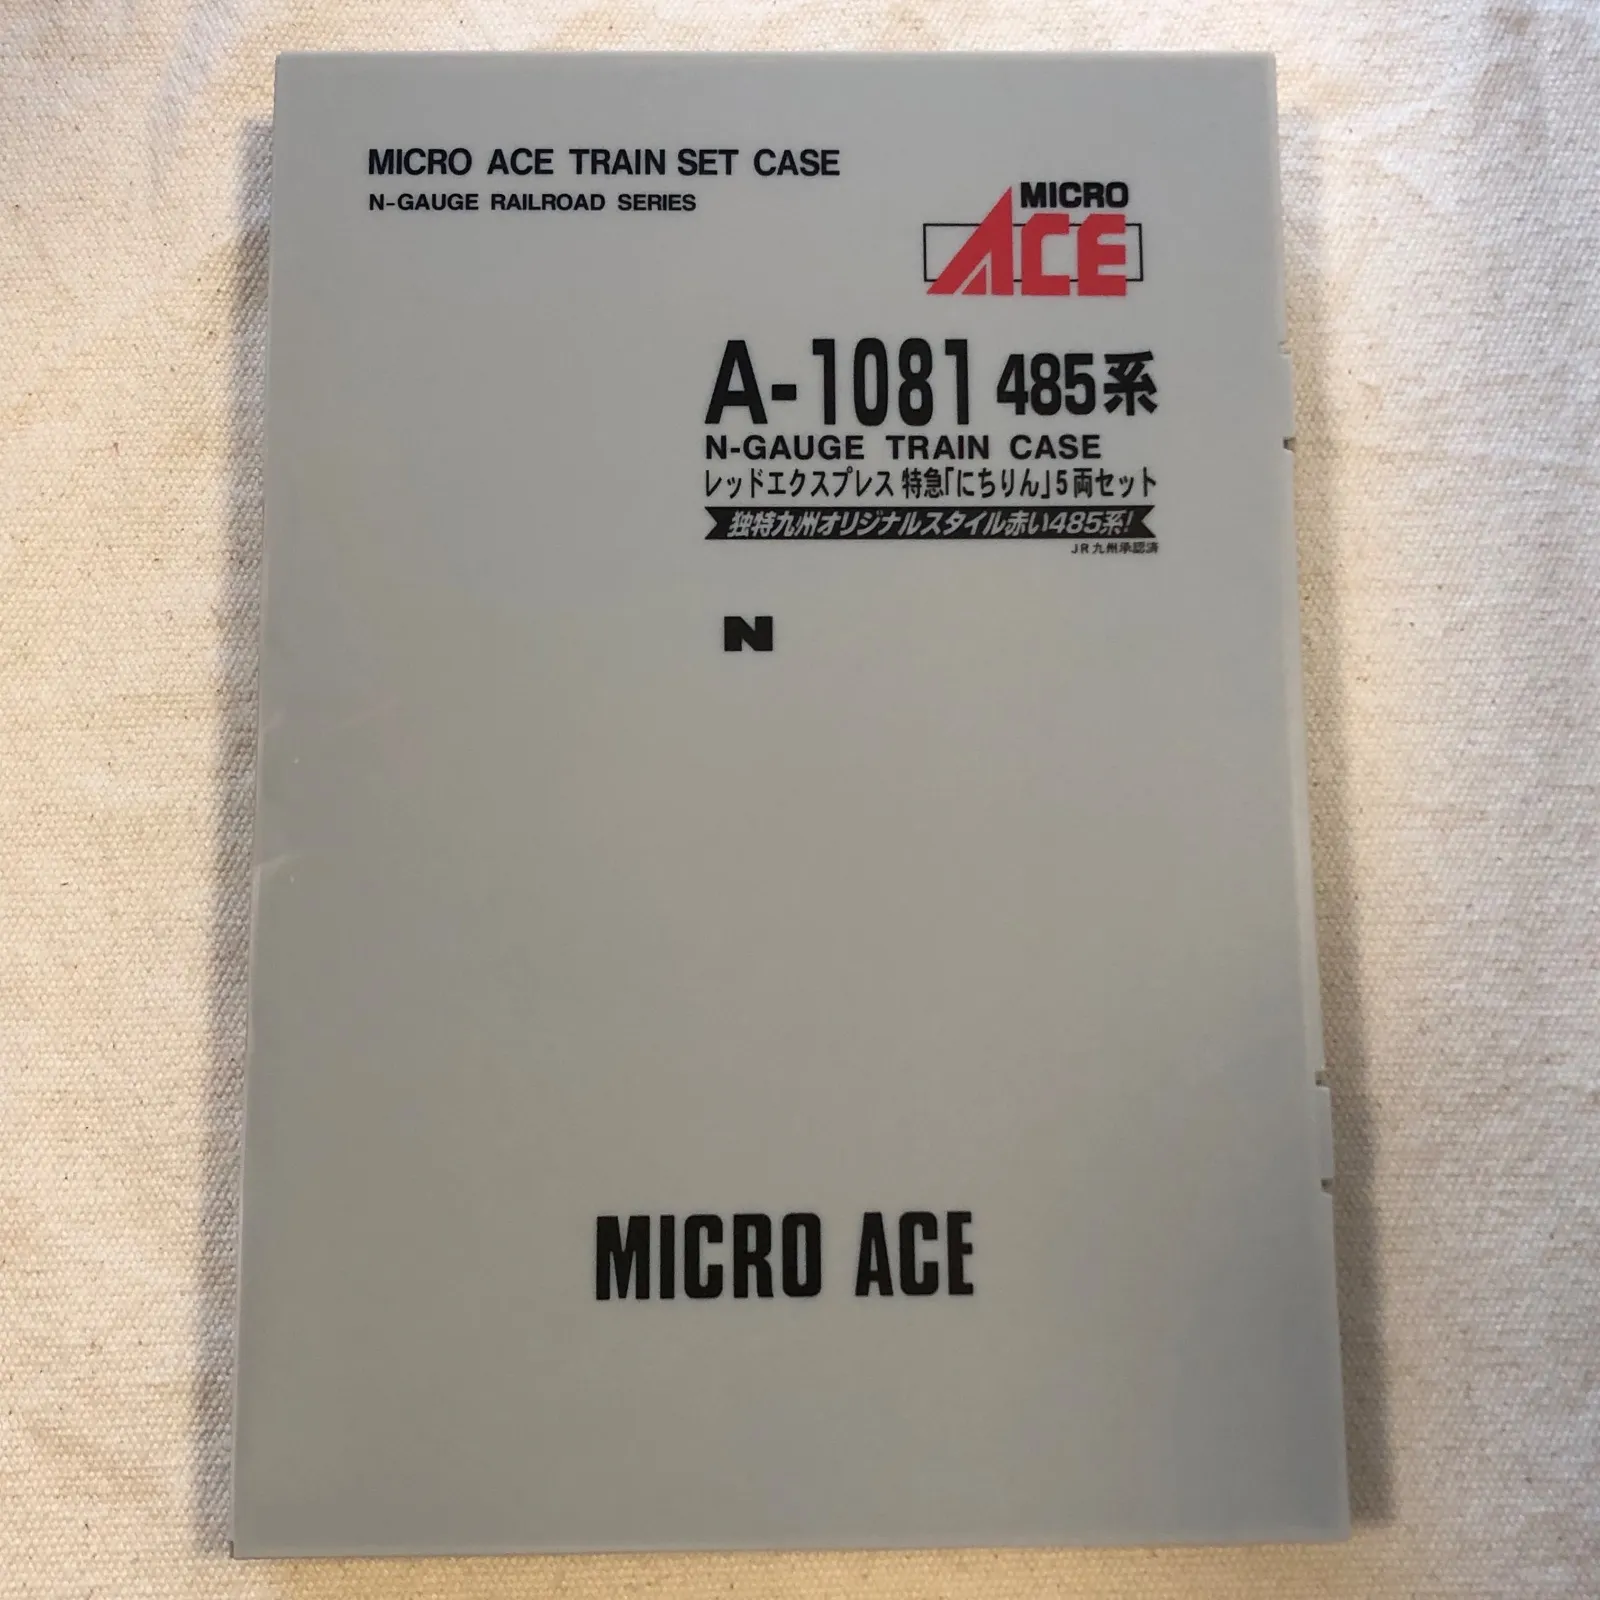 MICRO ACE TRAIN SET CASE
N-GAUGE RAILROAD SERIES
MICRO
ACE
A-1081 485系
N-GAUGE TRAIN CASE
レッドエクスプレス 特急「にちりん」5両セット
独特九州オリジナルスタイル赤い485系!
JR九州承認済
N
MICRO ACE